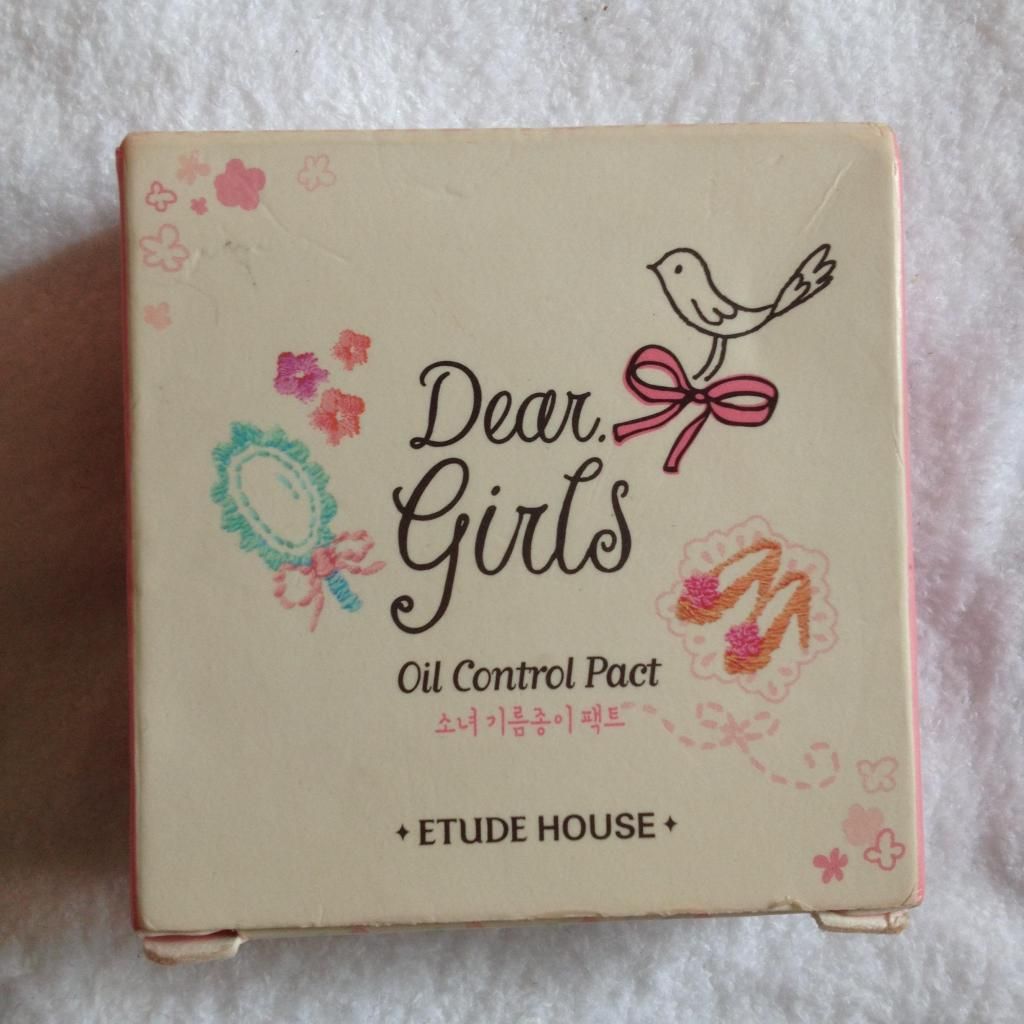 Dear.
Girls
Oil Control Pact
소녀 기름종이 팩트
ETUDE HOUSE